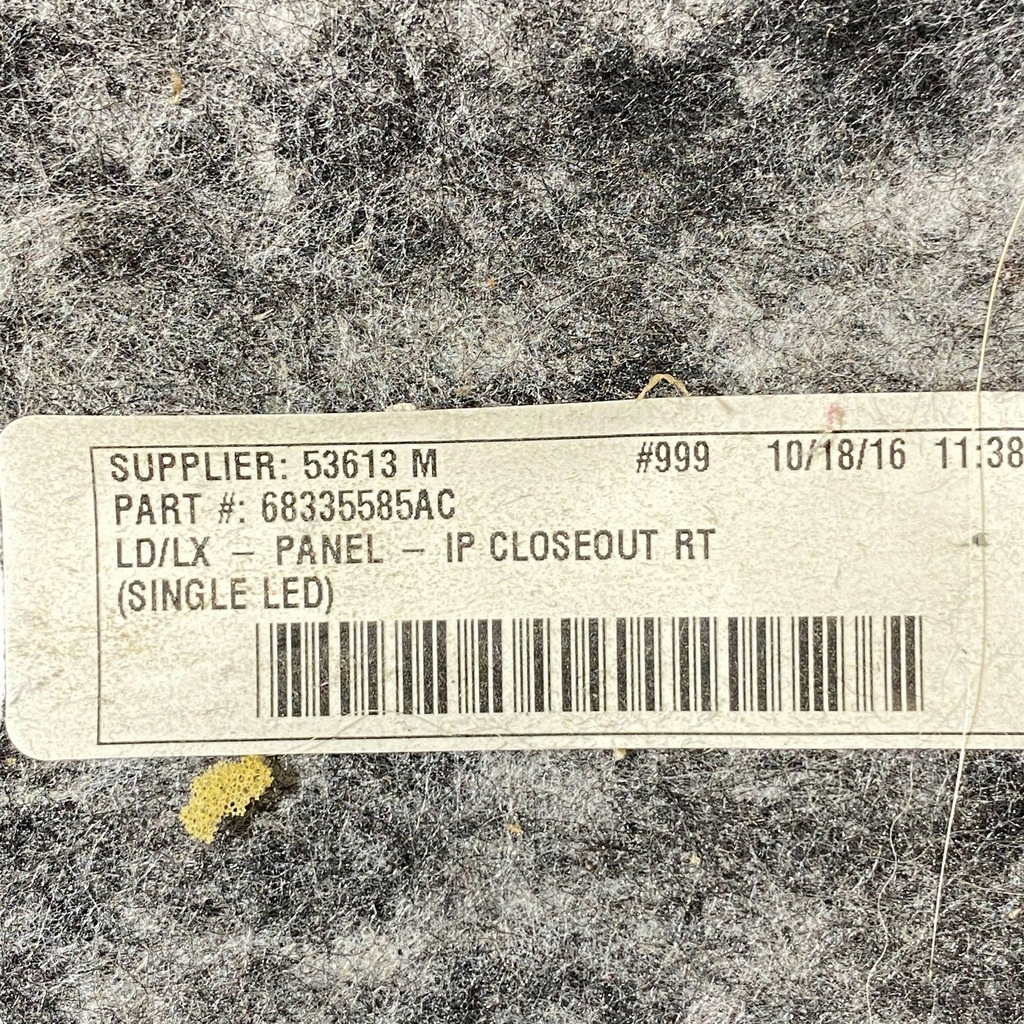 SUPPLIER: 53613 M #999 10/18/16 11:38
PART #: 68335585AC
LD/LX – PANEL – IP CLOSEOUT RT
(SINGLE LED)